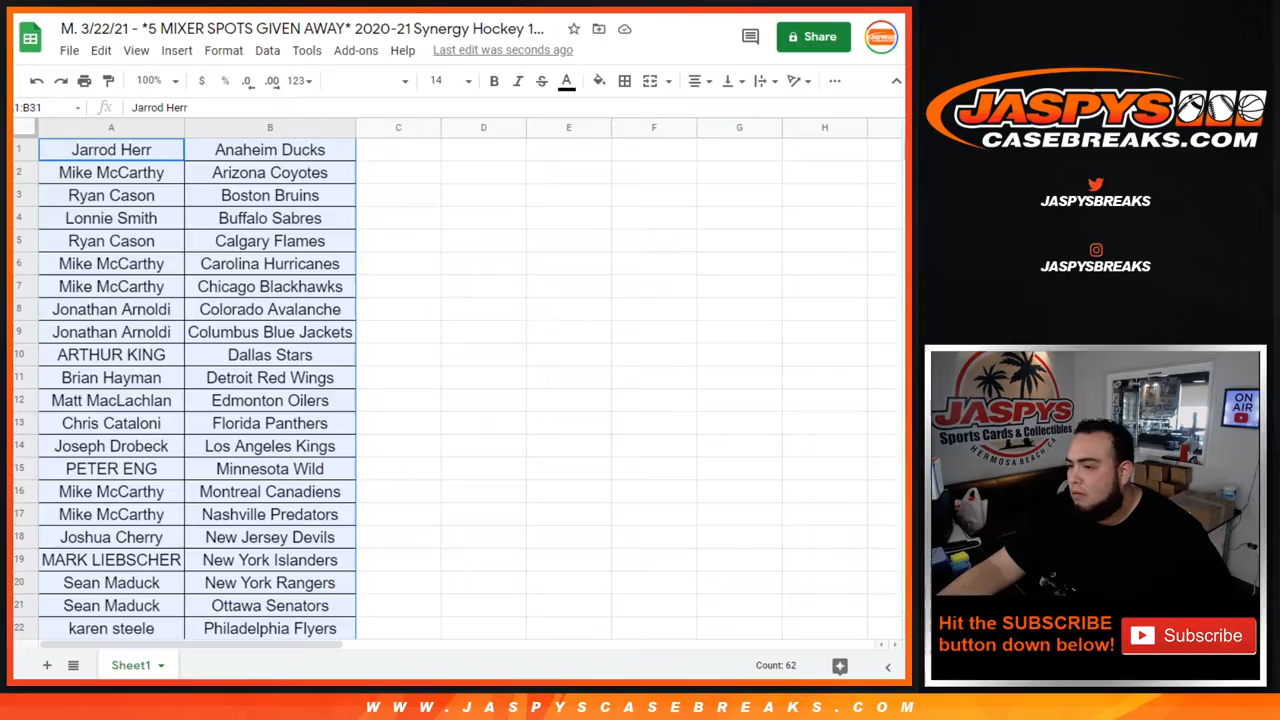 M. 3/22/21 - *5 MIXER SPOTS GIVEN AWAY* 2020-21 Synergy Hockey 1...
File Edit View Insert Format Data Tools Add-ons Help Last edit was seconds ago
Share
100% $ % .0 .00 123 14 B I S A
1:B31 fx Jarrod Herr
A B C D E F G H
1 Jarrod Herr Anaheim Ducks
2 Mike McCarthy Arizona Coyotes
3 Ryan Cason Boston Bruins
4 Lonnie Smith Buffalo Sabres
5 Ryan Cason Calgary Flames
6 Mike McCarthy Carolina Hurricanes
7 Mike McCarthy Chicago Blackhawks
8 Jonathan Arnoldi Colorado Avalanche
9 Jonathan Arnoldi Columbus Blue Jackets
10 ARTHUR KING Dallas Stars
11 Brian Hayman Detroit Red Wings
12 Matt MacLachlan Edmonton Oilers
13 Chris Cataloni Florida Panthers
14 Joseph Drobeck Los Angeles Kings
15 PETER ENG Minnesota Wild
16 Mike McCarthy Montreal Canadiens
17 Mike McCarthy Nashville Predators
18 Joshua Cherry New Jersey Devils
19 MARK LIEBSCHER New York Islanders
20 Sean Maduck New York Rangers
21 Sean Maduck Ottawa Senators
22 karen steele Philadelphia Flyers
Sheet1
Count: 62
JASPYS
CASEBREAKS.COM
JASPYSBREAKS
JASPYSBREAKS
JASPYS
Sports Cards & Collectibles
HERMOSA BEACH, CA
ON
AIR
Hit the SUBSCRIBE
button down below!
Subscribe
WWW.JASPYSCASEBREAKS.COM